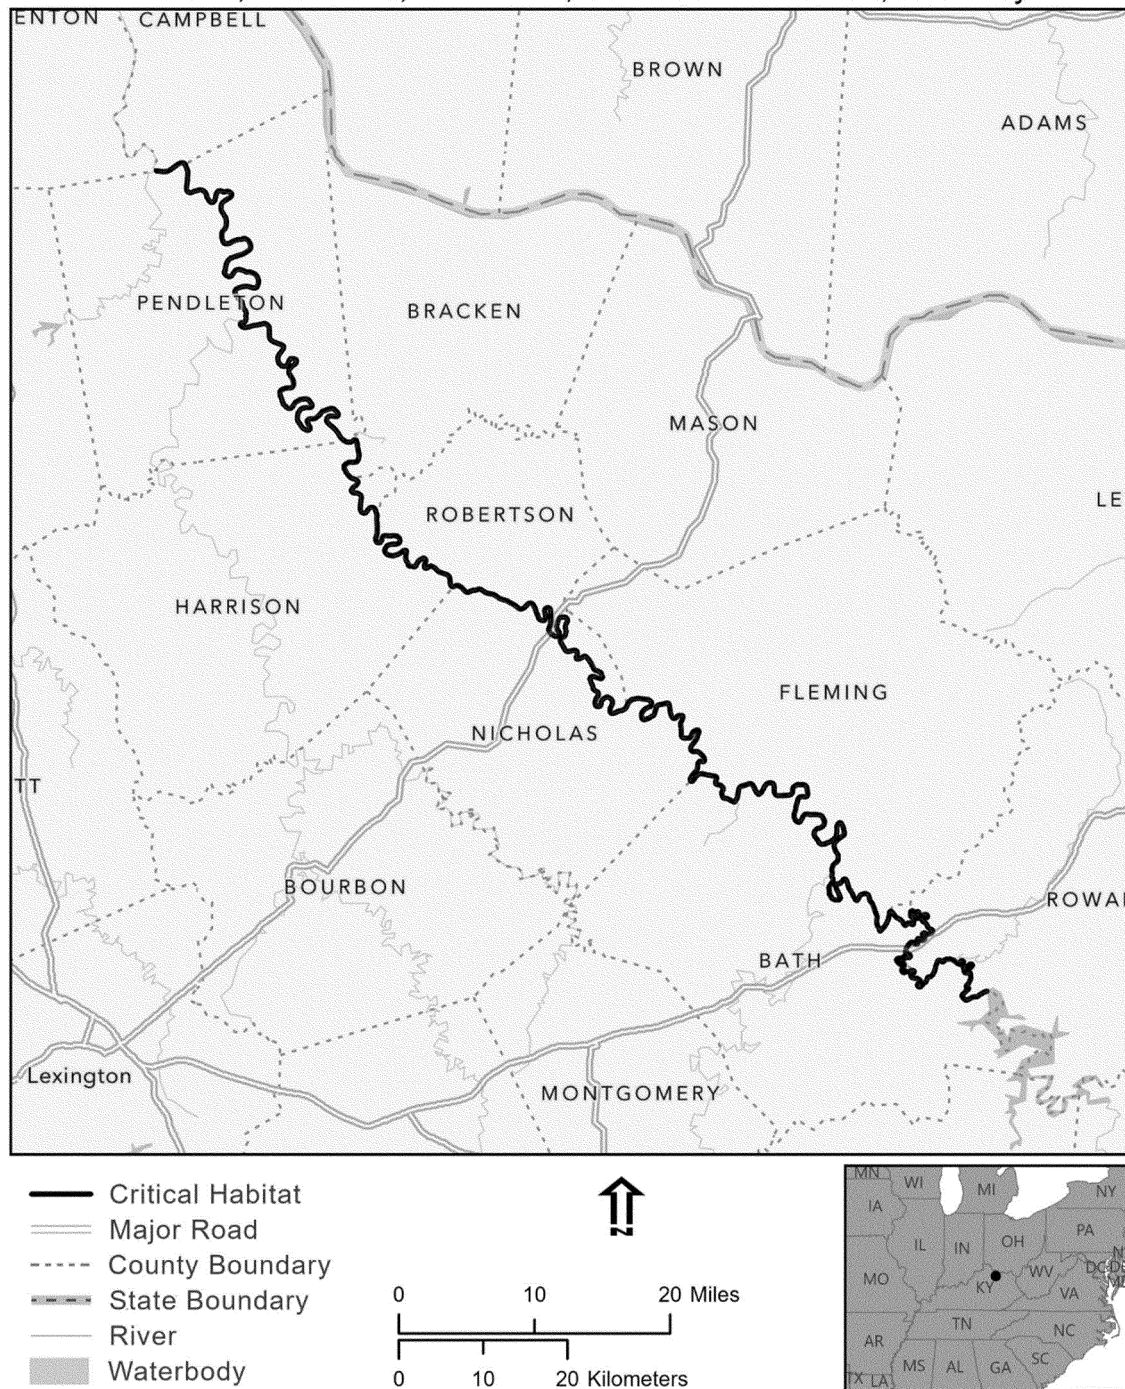 ENTON CAMPBELL
BROWN
ADAMS
PENDLETON
BRACKEN
MASON
LE
ROBERTSON
HARRISON
FLEMING
NICHOLAS
TT
BOURBON
ROWA
BATH
Lexington
MONTGOMERY
Critical Habitat
Major Road
County Boundary
State Boundary
River
Waterbody
N
0 10 20 Miles
0 10 20 Kilometers
MN WI MI NY
IA PA
IL IN OH
MO KY WV VA
DC
TN NC
AR
MS AL GA SC
LA